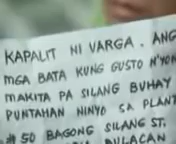 KAPALIT NI VARGA. ANG
MGA BATA KUNG GUSTO N'YONG
MAKITA PA SILANG BUHAY
PUNTAHAN NINYO SA PLANT
#50 BAGONG SILANG ST.
BULACAN